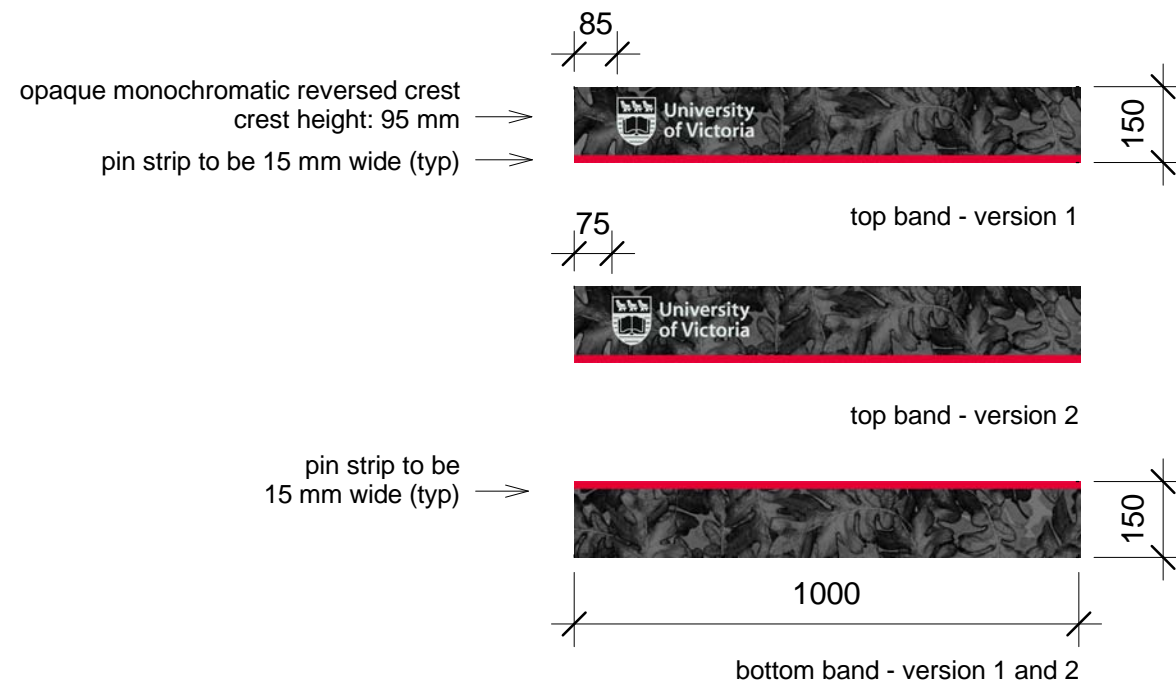 85
opaque monochromatic reversed crest
crest height: 95 mm
pin strip to be 15 mm wide (typ)
University
of Victoria
150
top band - version 1
75
University
of Victoria
top band - version 2
pin strip to be
15 mm wide (typ)
150
1000
bottom band - version 1 and 2